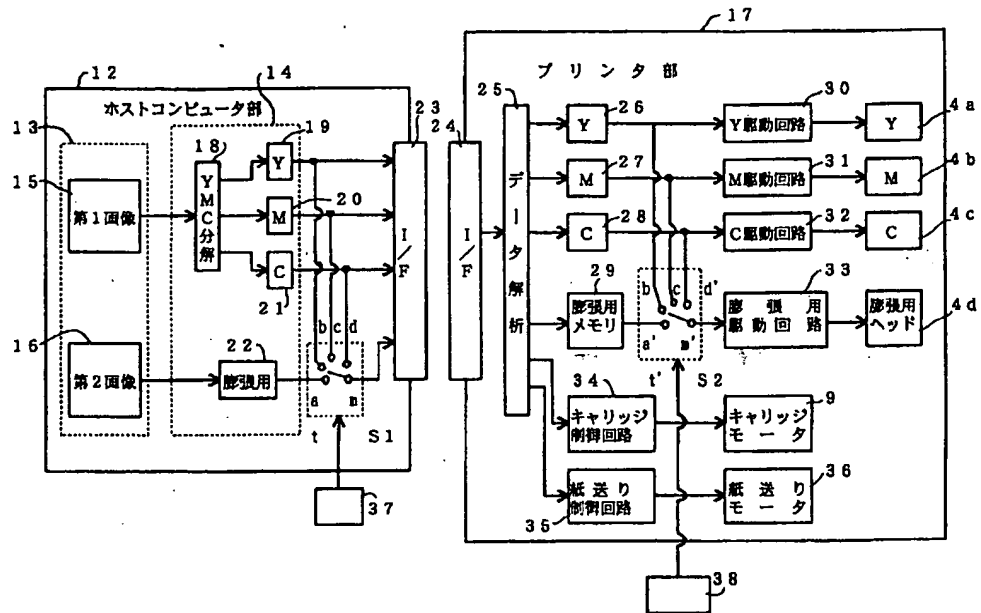 17
12
14
ホストコンピュータ部
23
プリンタ部
13
18
19
24
25
26
30
4a
15
第1画像
YMC分解
Y
I/F
I/F
データ解析
Y
Y駆動回路
Y
M
20
27
M
31
M駆動回路
4b
M
C
21
28
C
32
C駆動回路
4c
C
16
第2画像
22
膨張用
b c d
a m
t S1
29
膨張用
メモリ
b c d'
a' m'
t' S2
33
膨張用
駆動回路
膨張用
ヘッド
4d
34
キャリッジ
制御回路
9
キャリッジ
モータ
37
35
紙送り
制御回路
36
紙送り
モータ
38